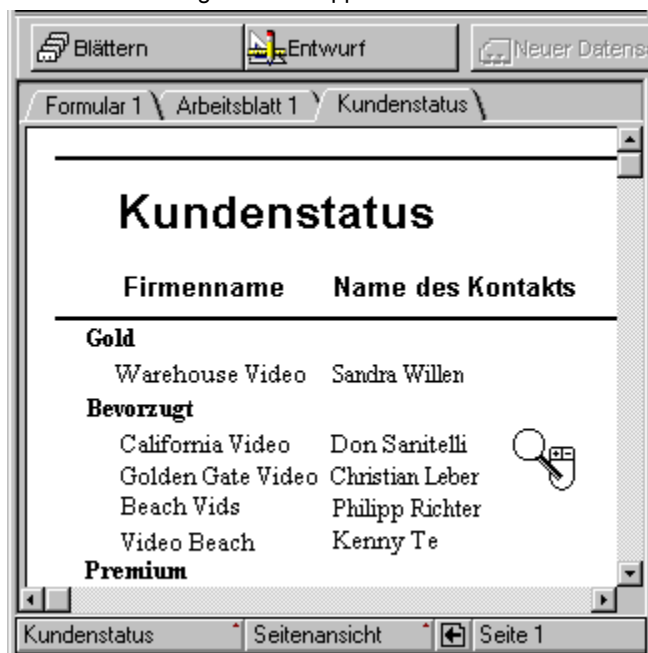 Blättern Entwurf Neuer Datens
Formular 1 Arbeitsblatt 1 Kundenstatus
Kundenstatus
Firmenname Name des Kontakts
Gold
Warehouse Video Sandra Willen
Bevorzugt
California Video Don Sanitelli
Golden Gate Video Christian Leber
Beach Vids Philipp Richter
Video Beach Kenny Te
Premium
Kundenstatus Seitenansicht Seite 1